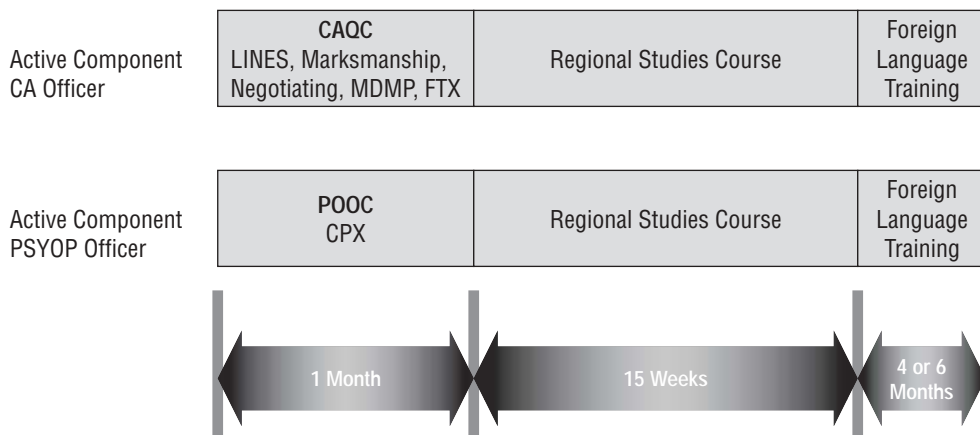 Active Component
CA Officer
CAQC
LINES, Marksmanship,
Negotiating, MDMP, FTX
Regional Studies Course
Foreign
Language
Training
Active Component
PSYOP Officer
POOC
CPX
Regional Studies Course
Foreign
Language
Training
1 Month
15 Weeks
4 or 6
Months